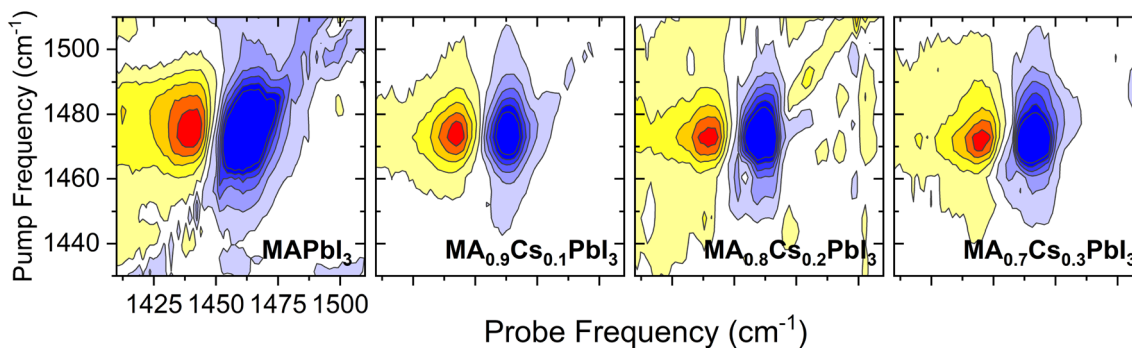 Pump Frequency (cm⁻¹)
1500
1480
1460
1440
MAPbI₃
MA₀.₉Cs₀.₁PbI₃
MA₀.₈Cs₀.₂PbI₃
MA₀.₇Cs₀.₃PbI₃
1425 1450 1475 1500
Probe Frequency (cm⁻¹)